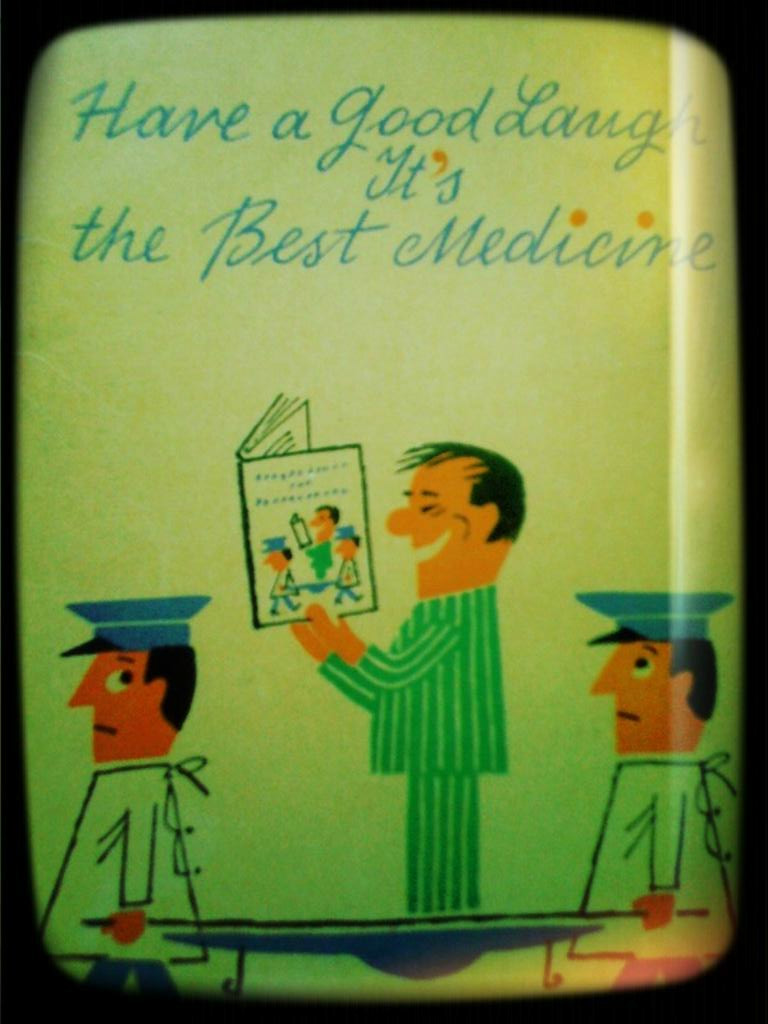 Have a good Laugh
It's
the Best Medicine